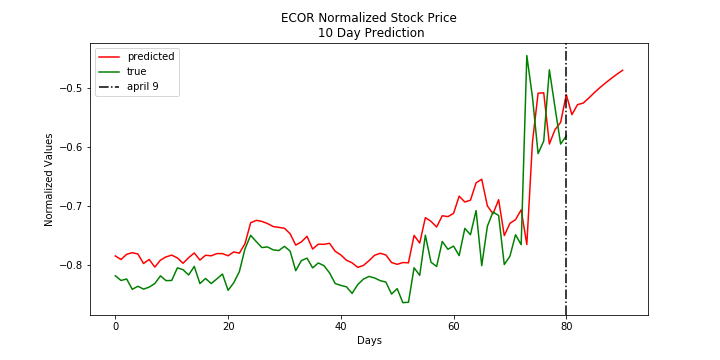 ECOR Normalized Stock Price
10 Day Prediction
predicted
true
april 9
Normalized Values
−0.5
−0.6
−0.7
−0.8
0
20
40
60
80
Days